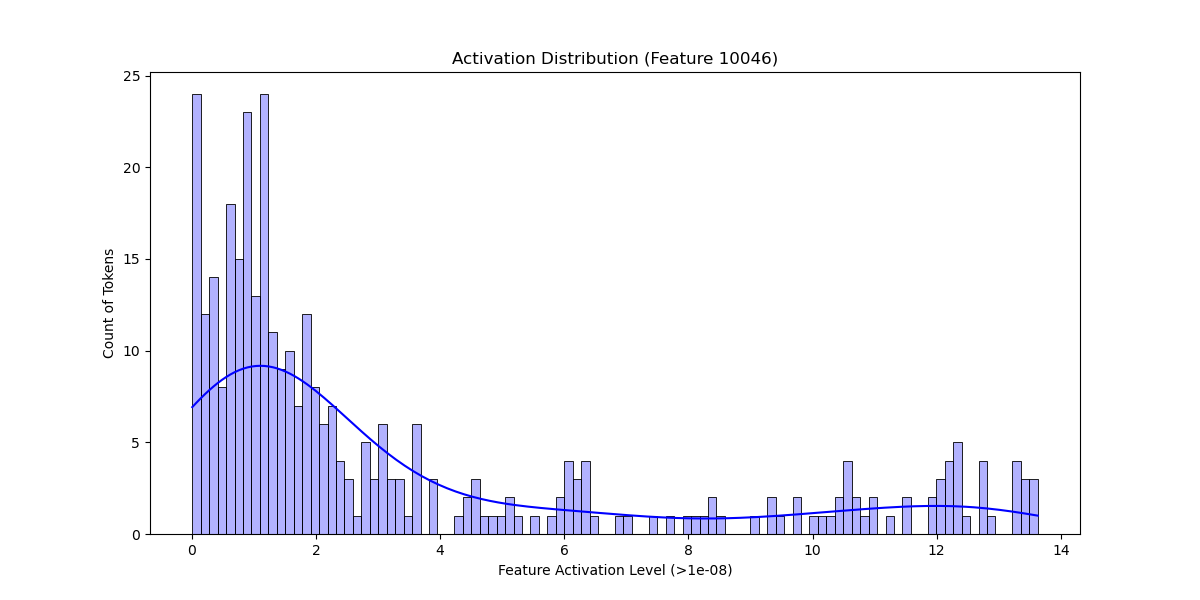 Activation Distribution (Feature 10046)
25
20
15
10
5
0
Count of Tokens
0 2 4 6 8 10 12 14
Feature Activation Level (>1e-08)